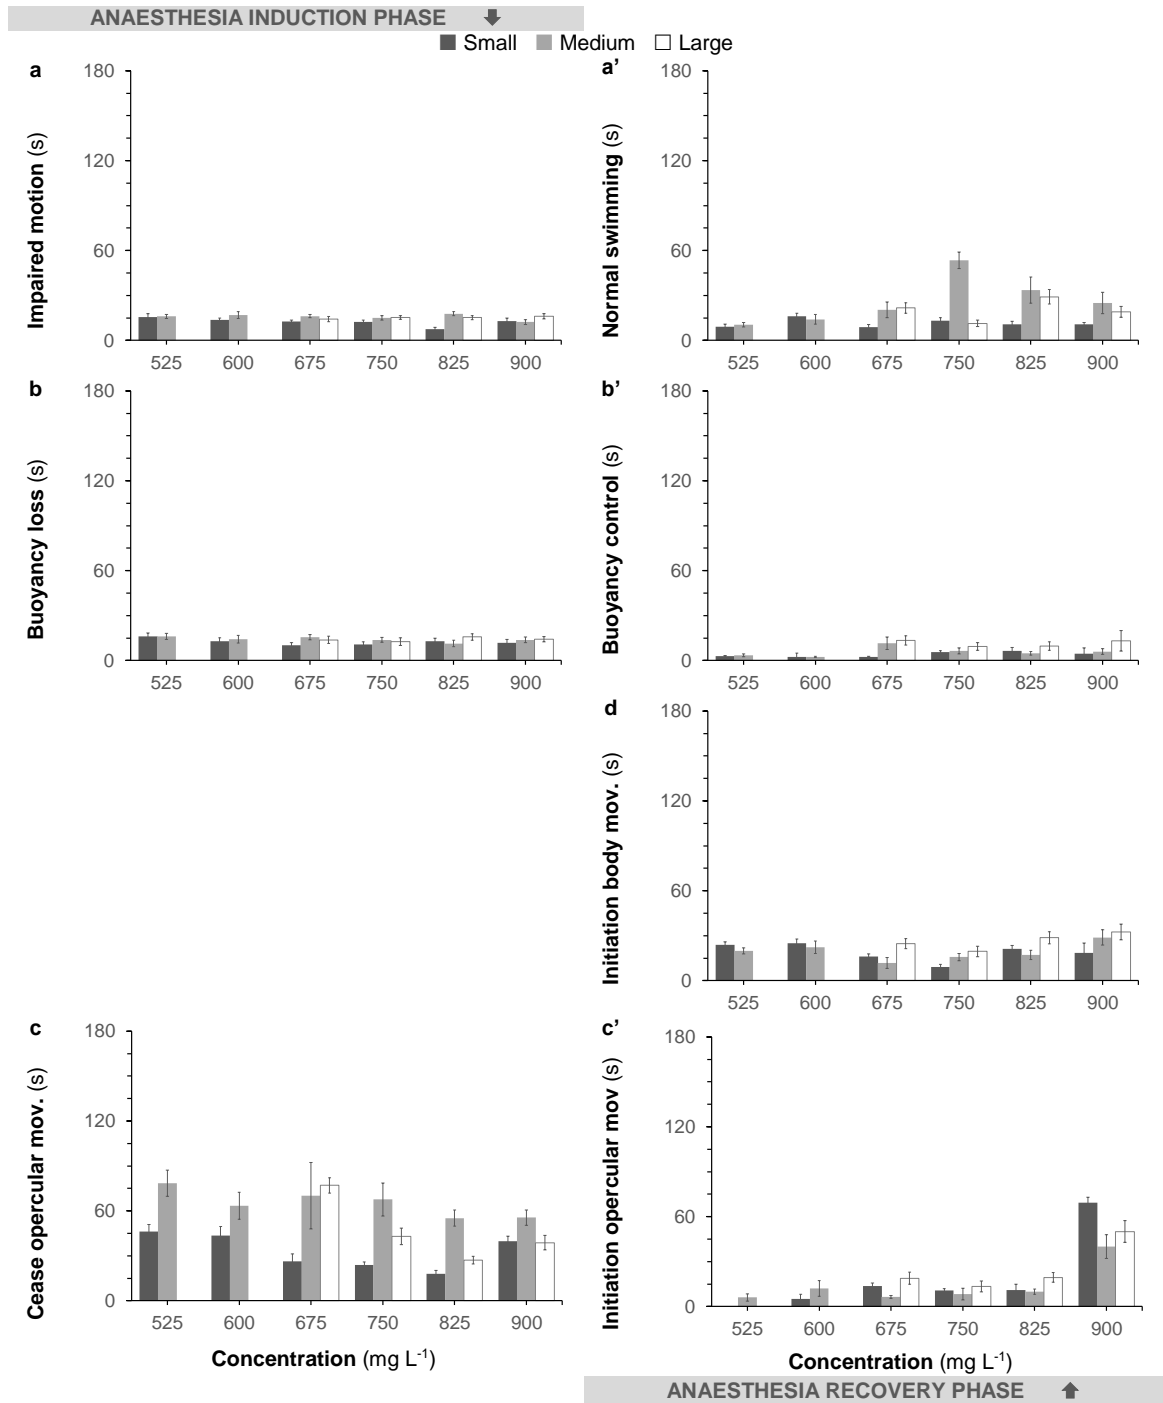 ANAESTHESIA INDUCTION PHASE
Small Medium Large
a
180
120
60
0
Impaired motion (s)
525 600 675 750 825 900
a’
180
120
60
0
Normal swimming (s)
525 600 675 750 825 900
b
180
120
60
0
Buoyancy loss (s)
525 600 675 750 825 900
b’
180
120
60
0
Buoyancy control (s)
525 600 675 750 825 900
d
180
120
60
0
Initiation body mov. (s)
525 600 675 750 825 900
c
180
120
60
0
Cease opercular mov. (s)
525 600 675 750 825 900
Concentration (mg L-1)
c’
180
120
60
0
Initiation opercular mov (s)
525 600 675 750 825 900
Concentration (mg L-1)
ANAESTHESIA RECOVERY PHASE